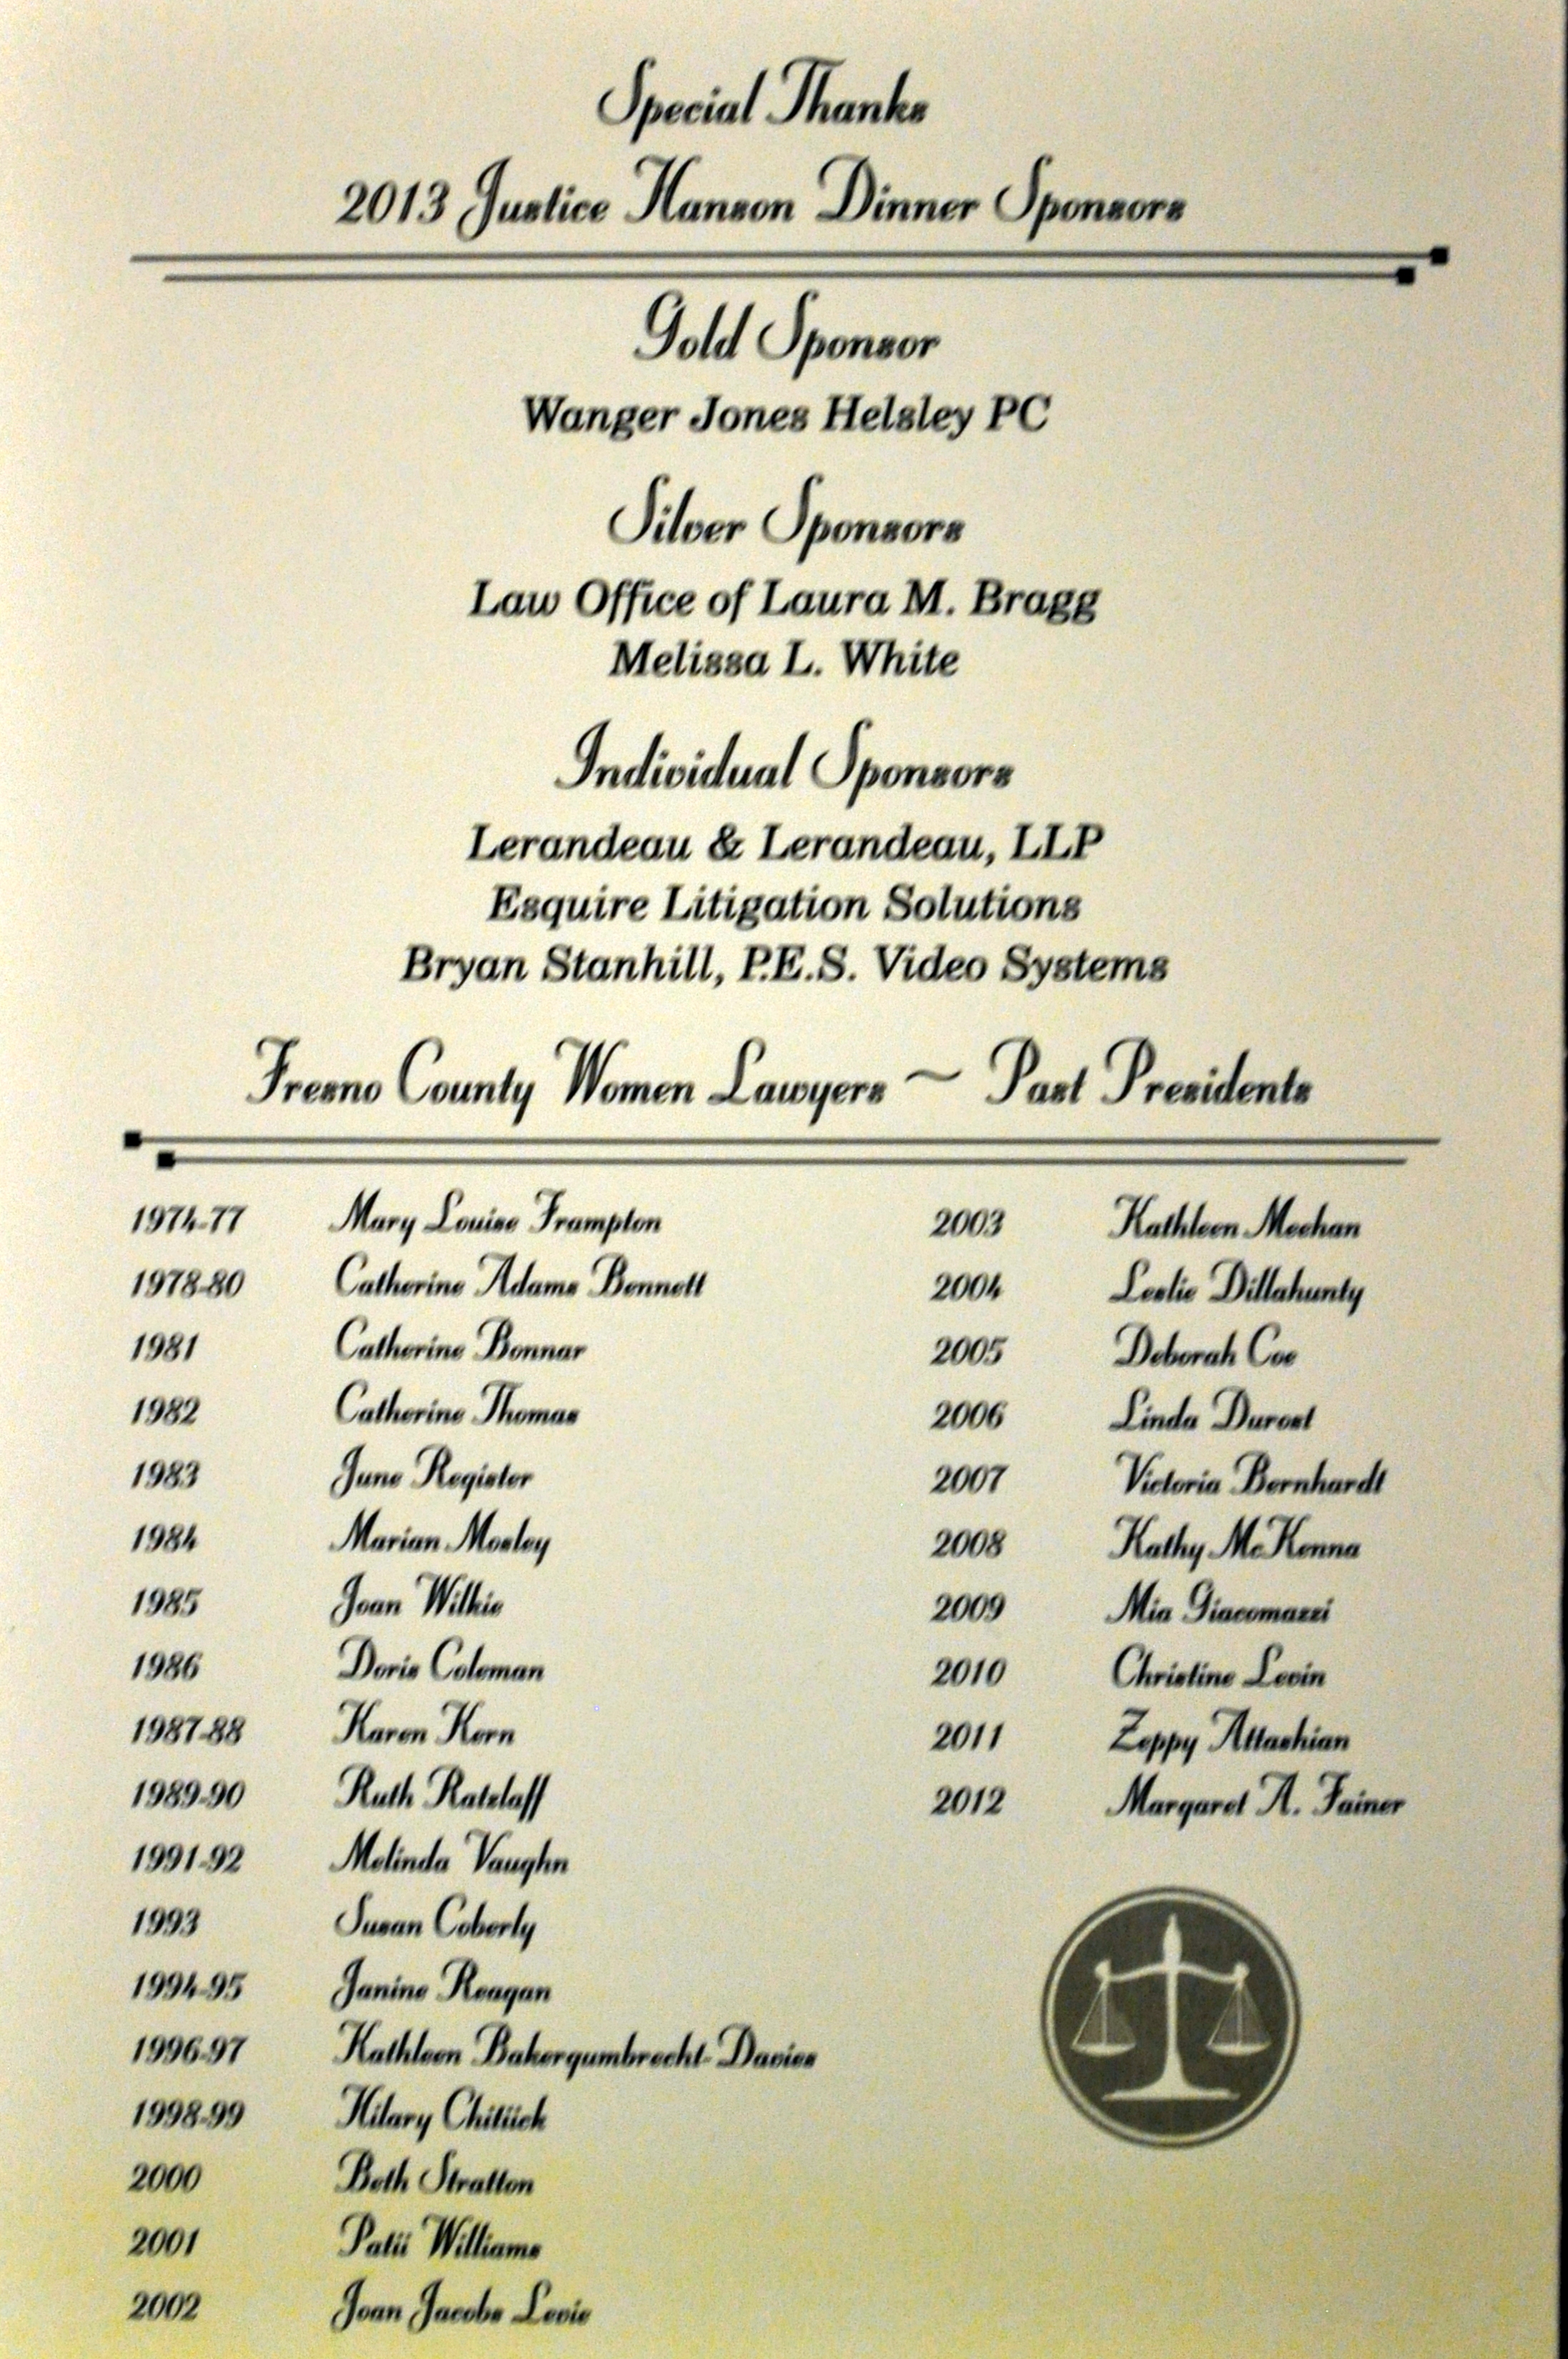 Special Thanks
2013 Justice Hanson Dinner Sponsors
Gold Sponsor
Wanger Jones Helsley PC
Silver Sponsors
Law Office of Laura M. Bragg
Melissa L. White
Individual Sponsors
Lerandeau & Lerandeau, LLP
Esquire Litigation Solutions
Bryan Stanhill, P.E.S. Video Systems
Fresno County Women Lawyers ~ Past Presidents
1974-77 Mary Louise Frampton
1978-80 Catherine Adams Bennett
1981 Catherine Bonnar
1982 Catherine Thomas
1983 June Register
1984 Marian Mosley
1985 Joan Wilkie
1986 Doris Coleman
1987-88 Karen Kern
1989-90 Ruth Ratzlaff
1991-92 Melinda Vaughn
1993 Susan Coberly
1994-95 Janine Reagan
1996-97 Kathleen Bakergumbrecht-Davies
1998-99 Hilary Chittick
2000 Beth Stratton
2001 Patti Williams
2002 Joan Jacobs Levie
2003 Kathleen Meehan
2004 Leslie Dillahunty
2005 Deborah Coe
2006 Linda Durost
2007 Victoria Bernhardt
2008 Kathy McKenna
2009 Mia Giacomazzi
2010 Christine Levin
2011 Zeppy Attashian
2012 Margaret A. Fainer